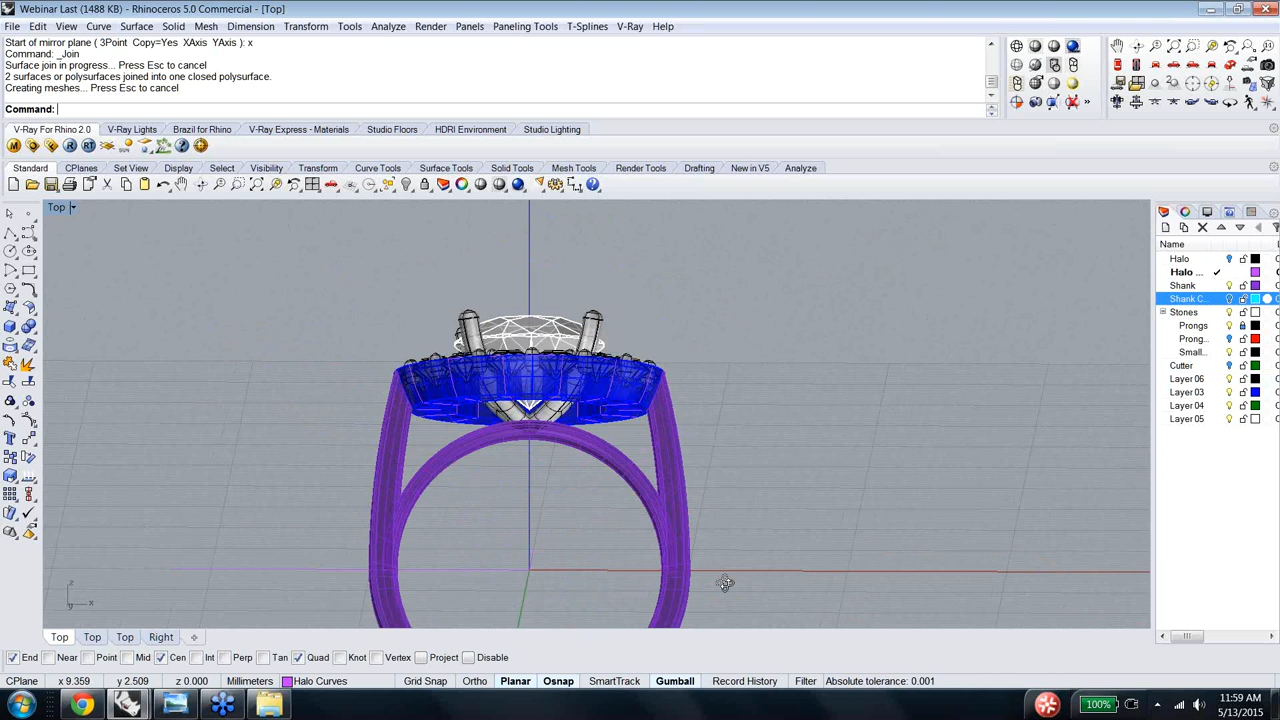 Webinar Last (1488 KB) - Rhinoceros 5.0 Commercial - [Top]
File Edit View Curve Surface Solid Mesh Dimension Transform Tools Analyze Render Panels Paneling Tools T-Splines V-Ray Help
Start of mirror plane ( 3Point Copy=Yes XAxis YAxis ): x
Command: _Join
Surface join in progress... Press Esc to cancel
2 surfaces or polysurfaces joined into one closed polysurface.
Creating meshes... Press Esc to cancel
Command:
V-Ray For Rhino 2.0 V-Ray Lights Brazil for Rhino V-Ray Express - Materials Studio Floors HDRI Environment Studio Lighting
Standard CPlanes Set View Display Select Visibility Transform Curve Tools Surface Tools Solid Tools Mesh Tools Render Tools Drafting New in V5 Analyze
Top
Name
Halo
Halo ...
Shank
Shank C...
Stones
Prongs
Prong...
Small...
Cutter
Layer 06
Layer 03
Layer 04
Layer 05
z
y x
Top Top Top Right
End Near Point Mid Cen Int Perp Tan Quad Knot Vertex Project Disable
CPlane x 9.359 y 2.509 z 0.000 Millimeters Halo Curves Grid Snap Ortho Planar Osnap SmartTrack Gumball Record History Filter Absolute tolerance: 0.001
100% 11:59 AM
5/13/2015